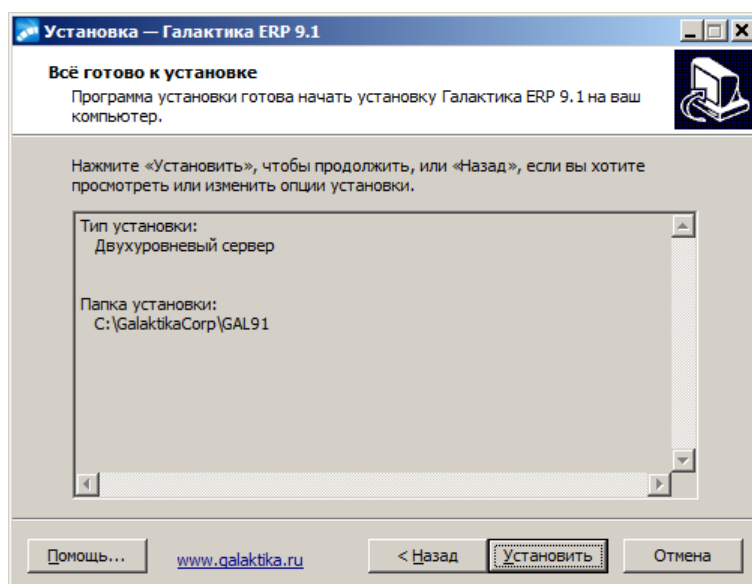 Установка — Галактика ERP 9.1
Всё готово к установке
Программа установки готова начать установку Галактика ERP 9.1 на ваш
компьютер.
Нажмите «Установить», чтобы продолжить, или «Назад», если вы хотите
просмотреть или изменить опции установки.
Тип установки:
Двухуровневый сервер
Папка установки:
C:\GalaktikaCorp\GAL91
Помощь...
www.galaktika.ru
< Назад
Установить
Отмена